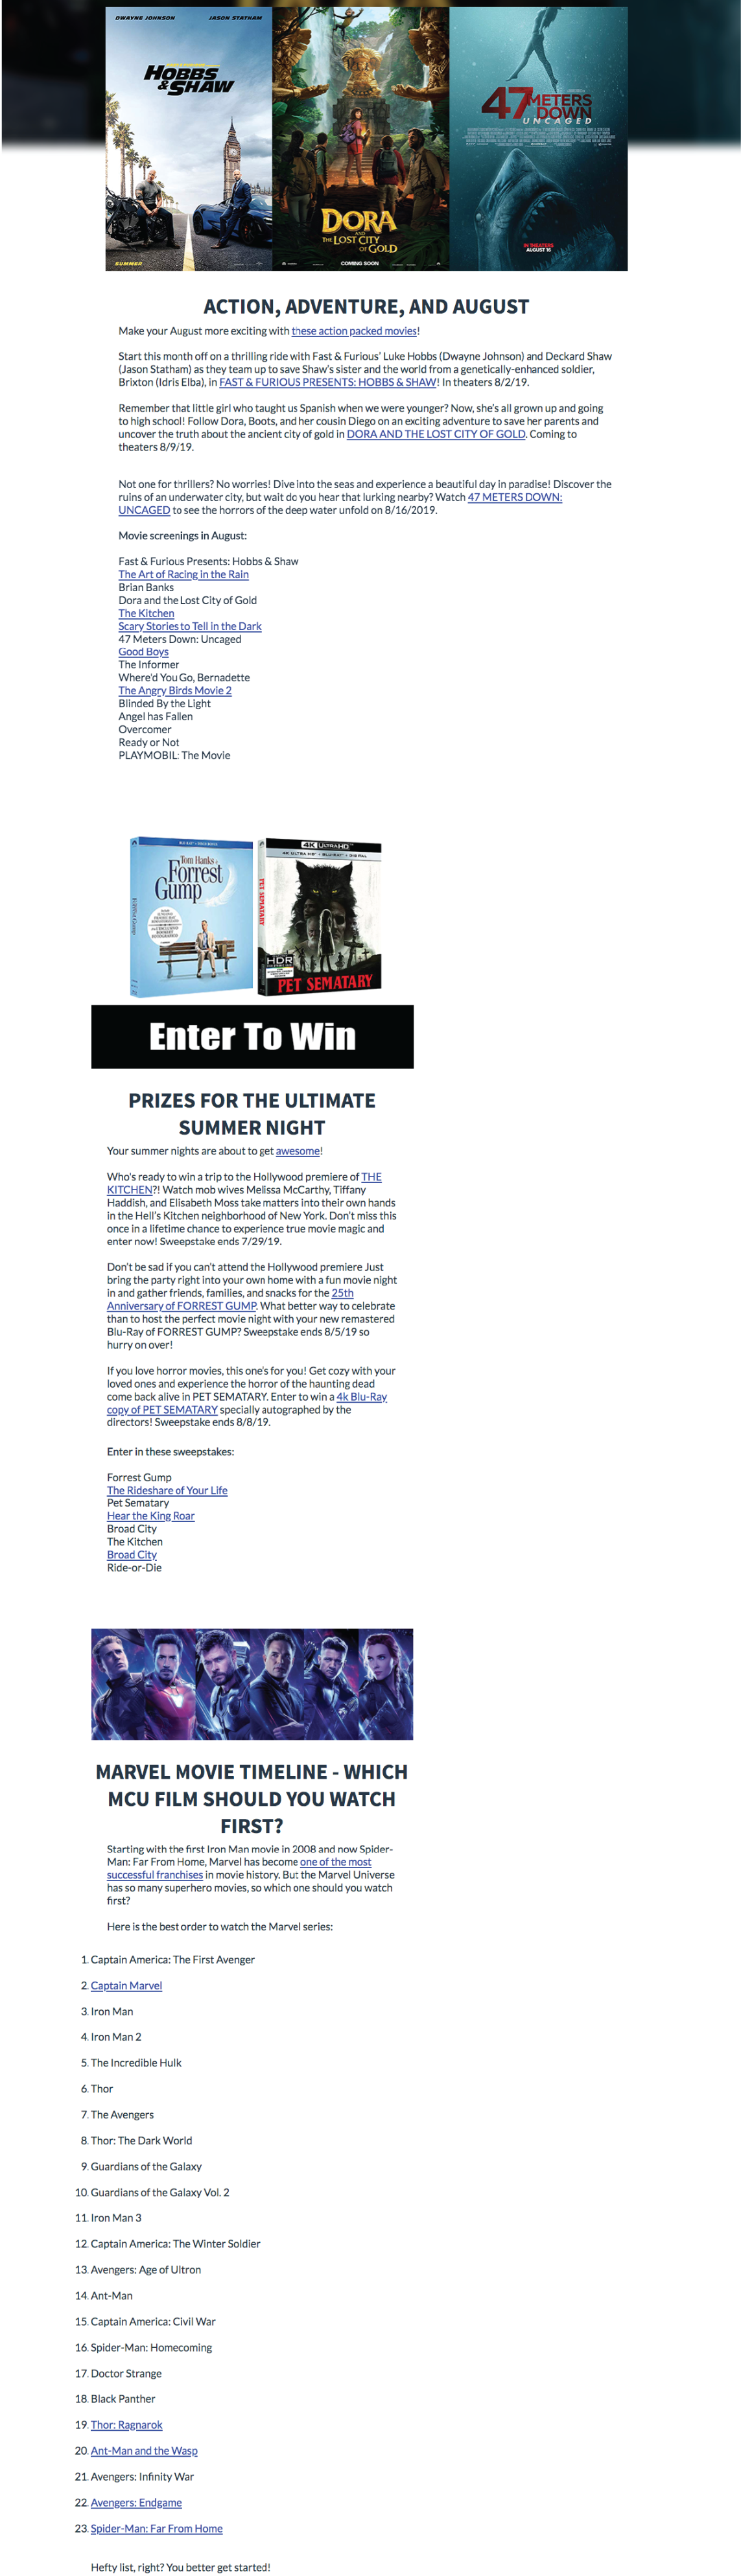 DWAYNE JOHNSON JASON STATHAM
HOBBS
& SHAW
SUMMER
DORA
AND
THE LOST CITY
OF GOLD
COMING SOON
47 METERS
DOWN
UNCAGED
IN THEATERS
AUGUST 16
ACTION, ADVENTURE, AND AUGUST
Make your August more exciting with these action packed movies!
Start this month off on a thrilling ride with Fast & Furious' Luke Hobbs (Dwayne Johnson) and Deckard Shaw
(Jason Statham) as they team up to save Shaw's sister and the world from a genetically-enhanced soldier,
Brixton (Idris Elba), in FAST & FURIOUS PRESENTS: HOBBS & SHAW! In theaters 8/2/19.
Remember that little girl who taught us Spanish when we were younger? Now, she's all grown up and going
to high school! Follow Dora, Boots, and her cousin Diego on an exciting adventure to save her parents and
uncover the truth about the ancient city of gold in DORA AND THE LOST CITY OF GOLD. Coming to
theaters 8/9/19.
Not one for thrillers? No worries! Dive into the seas and experience a beautiful day in paradise! Discover the
ruins of an underwater city, but wait do you hear that lurking nearby? Watch 47 METERS DOWN:
UNCAGED to see the horrors of the deep water unfold on 8/16/2019.
Movie screenings in August:
Fast & Furious Presents: Hobbs & Shaw
The Art of Racing in the Rain
Brian Banks
Dora and the Lost City of Gold
The Kitchen
Scary Stories to Tell in the Dark
47 Meters Down: Uncaged
Good Boys
The Informer
Where'd You Go, Bernadette
The Angry Birds Movie 2
Blinded By the Light
Angel has Fallen
Overcomer
Ready or Not
PLAYMOBIL: The Movie
Tom Hanks
Forrest
Gump
4K ULTRA HD
HDR
PET SEMATARY
PET SEMATARY
Enter To Win
PRIZES FOR THE ULTIMATE
SUMMER NIGHT
Your summer nights are about to get awesome!
Who's ready to win a trip to the Hollywood premiere of THE
KITCHEN?! Watch mob wives Melissa McCarthy, Tiffany
Haddish, and Elisabeth Moss take matters into their own hands
in the Hell's Kitchen neighborhood of New York. Don't miss this
once in a lifetime chance to experience true movie magic and
enter now! Sweepstake ends 7/29/19.
Don't be sad if you can't attend the Hollywood premiere Just
bring the party right into your own home with a fun movie night
in and gather friends, families, and snacks for the 25th
Anniversary of FORREST GUMP. What better way to celebrate
than to host the perfect movie night with your new remastered
Blu-Ray of FORREST GUMP? Sweepstake ends 8/5/19 so
hurry on over!
If you love horror movies, this one's for you! Get cozy with your
loved ones and experience the horror of the haunting dead
come back alive in PET SEMATARY. Enter to win a 4k Blu-Ray
copy of PET SEMATARY specially autographed by the
directors! Sweepstake ends 8/8/19.
Enter in these sweepstakes:
Forrest Gump
The Rideshare of Your Life
Pet Sematary
Hear the King Roar
Broad City
The Kitchen
Broad City
Ride-or-Die
MARVEL MOVIE TIMELINE - WHICH
MCU FILM SHOULD YOU WATCH
FIRST?
Starting with the first Iron Man movie in 2008 and now Spider-
Man: Far From Home, Marvel has become one of the most
successful franchises in movie history. But the Marvel Universe
has so many superhero movies, so which one should you watch
first?
Here is the best order to watch the Marvel series:
1. Captain America: The First Avenger
2. Captain Marvel
3. Iron Man
4. Iron Man 2
5. The Incredible Hulk
6. Thor
7. The Avengers
8. Thor: The Dark World
9. Guardians of the Galaxy
10. Guardians of the Galaxy Vol. 2
11. Iron Man 3
12. Captain America: The Winter Soldier
13. Avengers: Age of Ultron
14. Ant-Man
15. Captain America: Civil War
16. Spider-Man: Homecoming
17. Doctor Strange
18. Black Panther
19. Thor: Ragnarok
20. Ant-Man and the Wasp
21. Avengers: Infinity War
22. Avengers: Endgame
23. Spider-Man: Far From Home
Hefty list, right? You better get started!